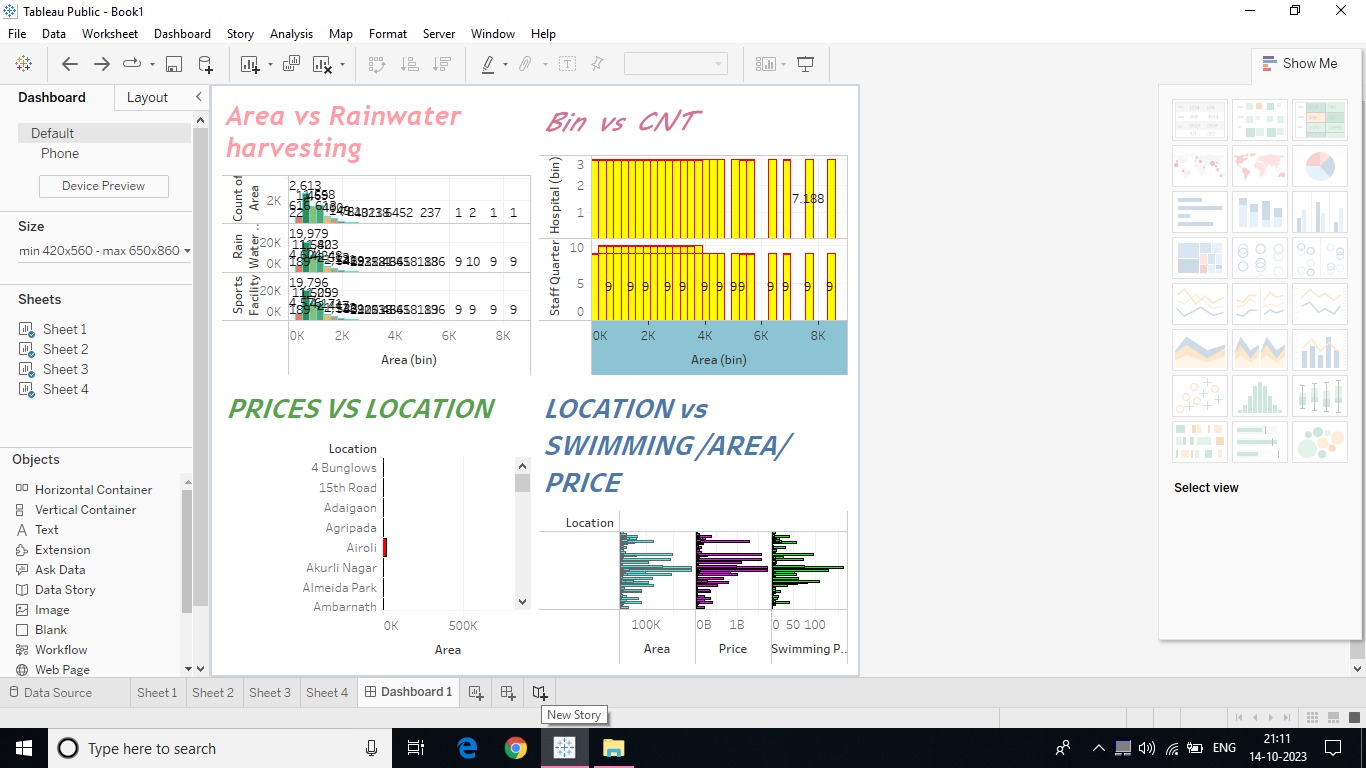 Tableau Public - Book1
File Data Worksheet Dashboard Story Analysis Map Format Server Window Help
Show Me
Dashboard Layout
Default
Phone
Device Preview
Size
min 420x560 - max 650x860
Sheets
Sheet 1
Sheet 2
Sheet 3
Sheet 4
Objects
Horizontal Container
Vertical Container
Text
Extension
Ask Data
Data Story
Image
Blank
Workflow
Web Page
Area vs Rainwater
harvesting
Count of
Area
2K
2,613
237 1 2 1 1
Rain
Water ..
20K
0K
19,979
9 10 9 9
Sports
Facility
20K
0K
19,796
9 9 9 9
0K 2K 4K 6K 8K
Area (bin)
Bin vs CNT
Hospital (bin)
3
2
1
7.188
Staff Quarter
10
5
0
9 9 9 9 9 9 9 9 9 9 9
0K 2K 4K 6K 8K
Area (bin)
PRICES VS LOCATION
Location
4 Bunglows
15th Road
Adaigaon
Agripada
Airoli
Akurli Nagar
Almeida Park
Ambarnath
0K 500K
Area
LOCATION vs
SWIMMING /AREA/
PRICE
Location
100K 0B 1B 0 50 100
Area Price Swimming P..
Select view
Data Source Sheet 1 Sheet 2 Sheet 3 Sheet 4 Dashboard 1
New Story
Type here to search
ENG
21:11
14-10-2023